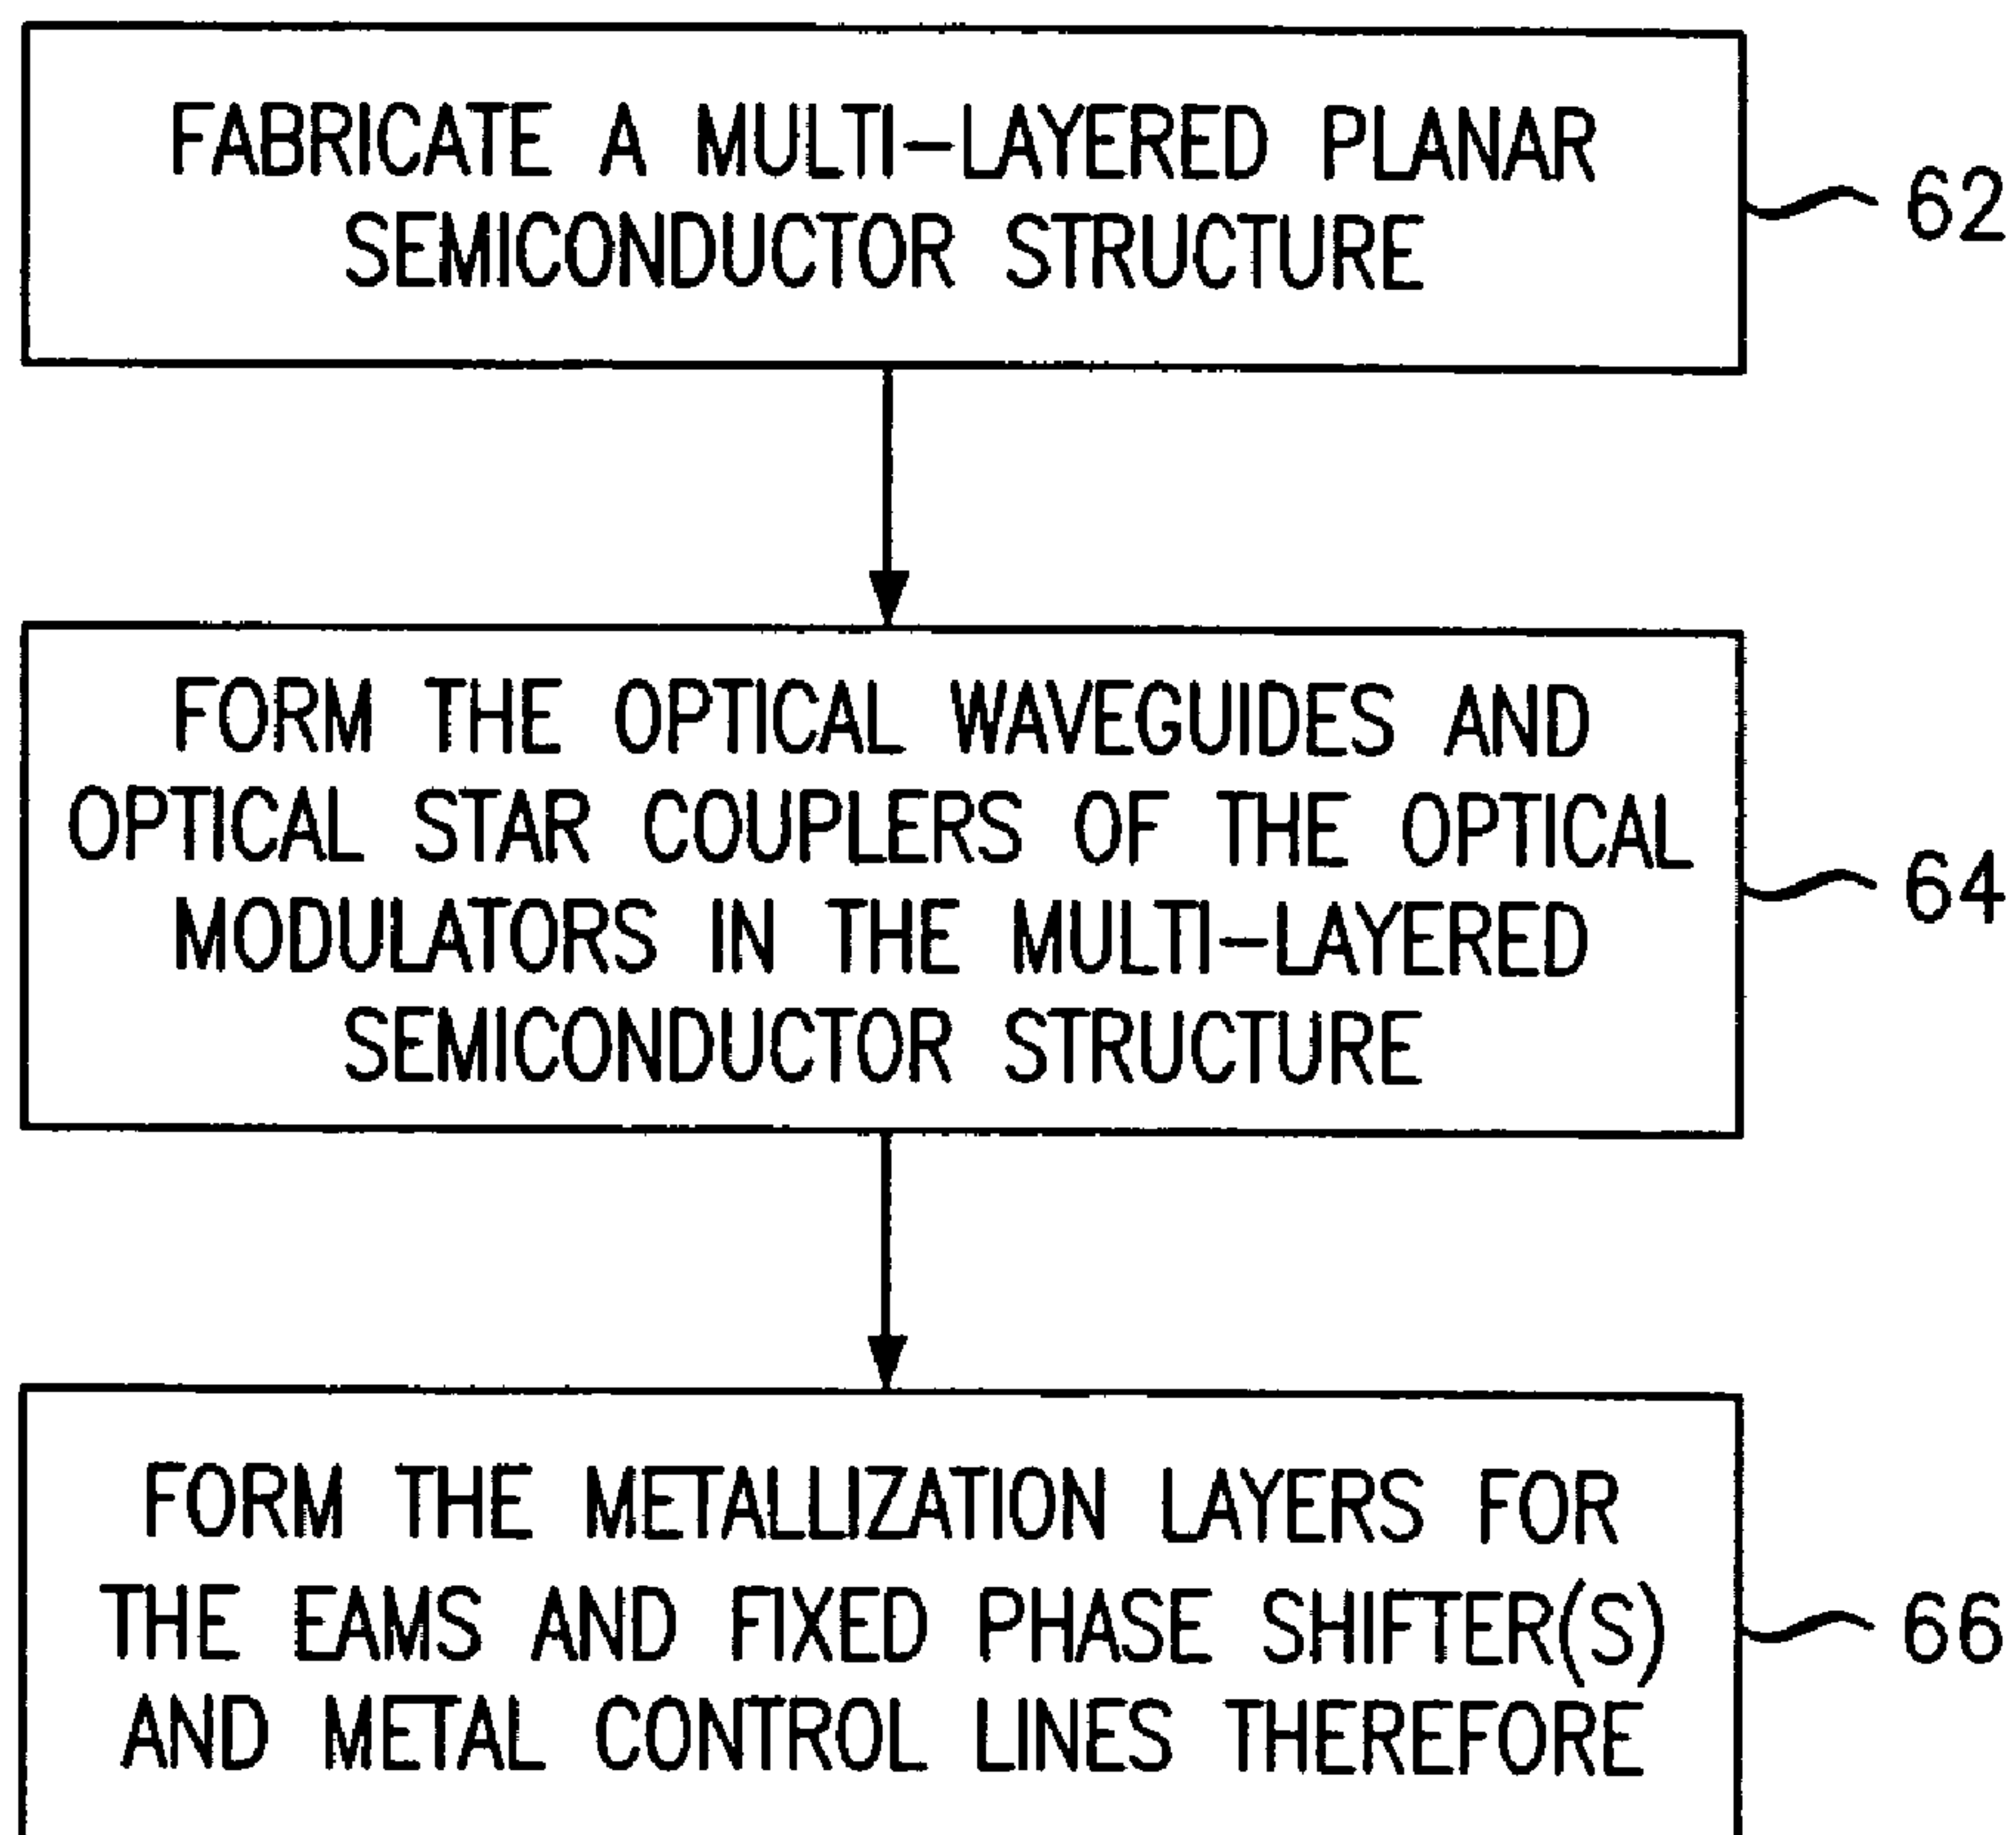 FABRICATE A MULTI-LAYERED PLANAR
SEMICONDUCTOR STRUCTURE
62
FORM THE OPTICAL WAVEGUIDES AND
OPTICAL STAR COUPLERS OF THE OPTICAL
MODULATORS IN THE MULTI-LAYERED
SEMICONDUCTOR STRUCTURE
64
FORM THE METALLIZATION LAYERS FOR
THE EAMS AND FIXED PHASE SHIFTER(S)
AND METAL CONTROL LINES THEREFORE
66